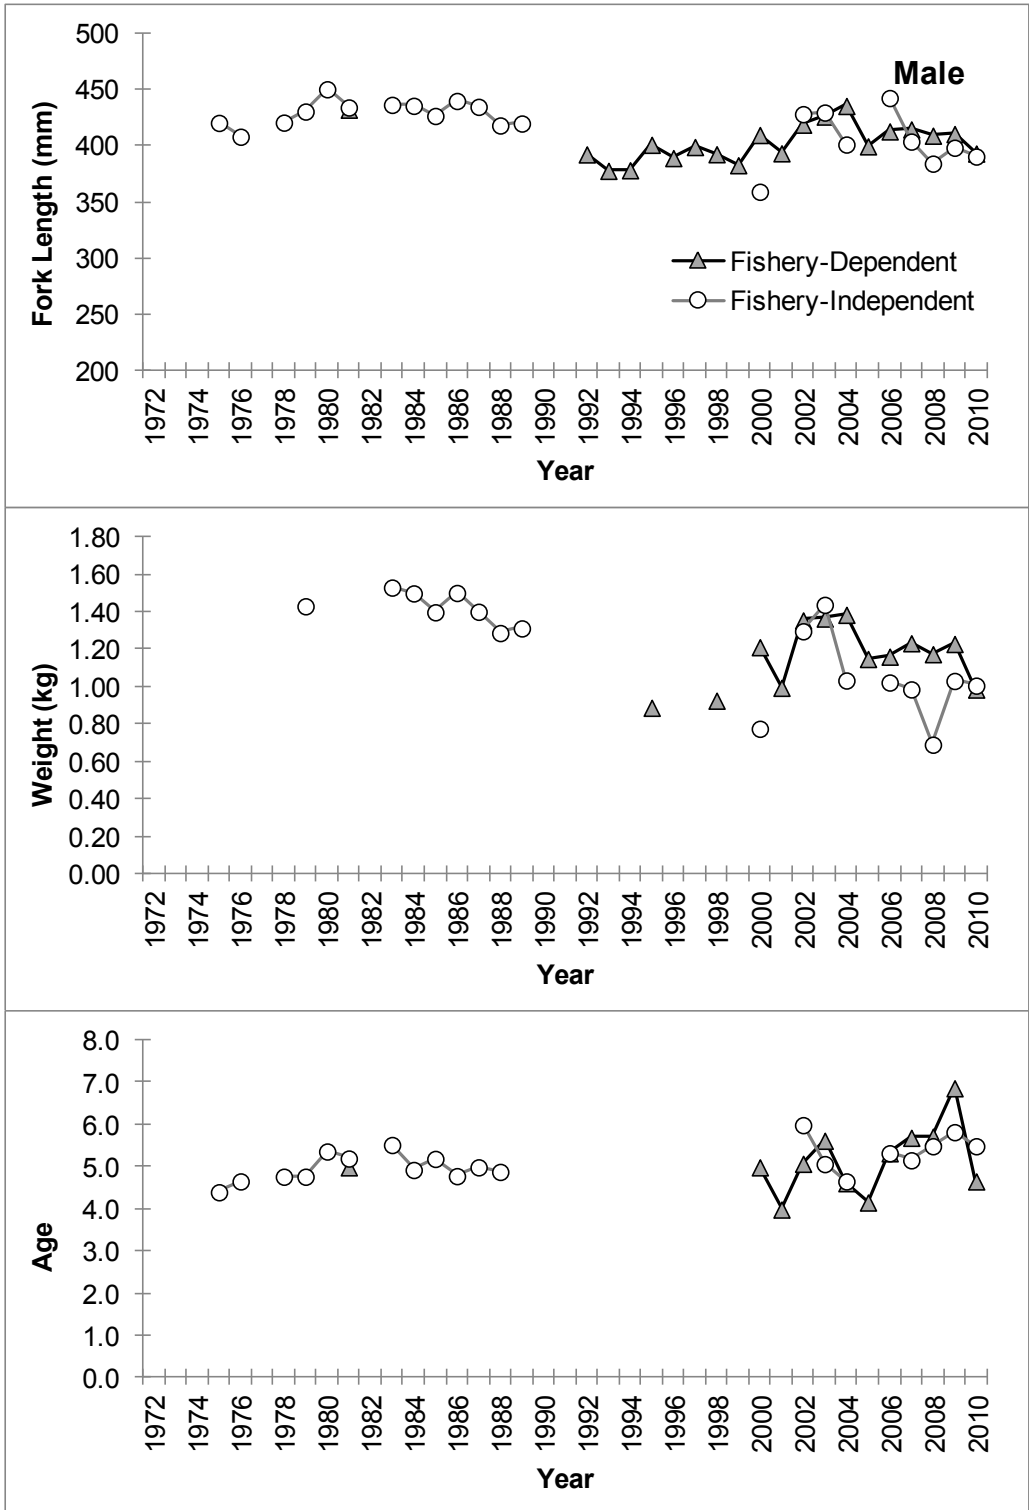 Male
Fork Length (mm)
500
450
400
350
300
250
200
Fishery-Dependent
Fishery-Independent
1972 1974 1976 1978 1980 1982 1984 1986 1988 1990 1992 1994 1996 1998 2000 2002 2004 2006 2008 2010
Year
Weight (kg)
1.80
1.60
1.40
1.20
1.00
0.80
0.60
0.40
0.20
0.00
1972 1974 1976 1978 1980 1982 1984 1986 1988 1990 1992 1994 1996 1998 2000 2002 2004 2006 2008 2010
Year
Age
8.0
7.0
6.0
5.0
4.0
3.0
2.0
1.0
0.0
1972 1974 1976 1978 1980 1982 1984 1986 1988 1990 1992 1994 1996 1998 2000 2002 2004 2006 2008 2010
Year